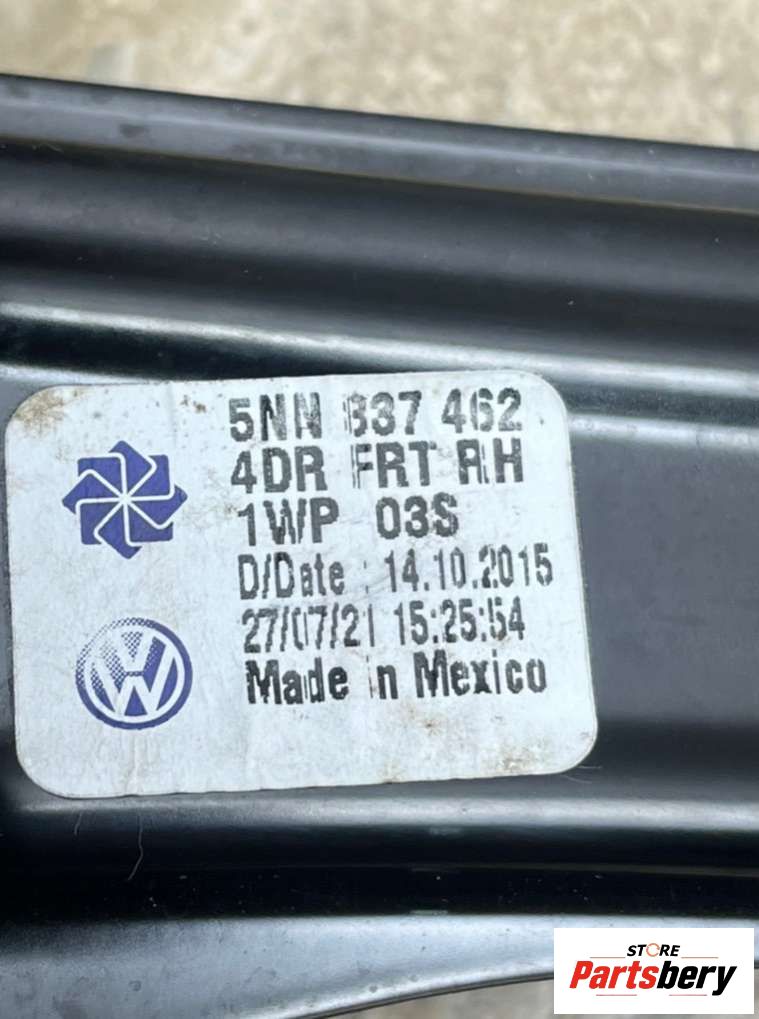 5NN 837 462
4DR FRT RH
1WP 03S
D/Date : 14.10.2015
27/07/21 15:25:54
Made in Mexico
STORE
Partsbery